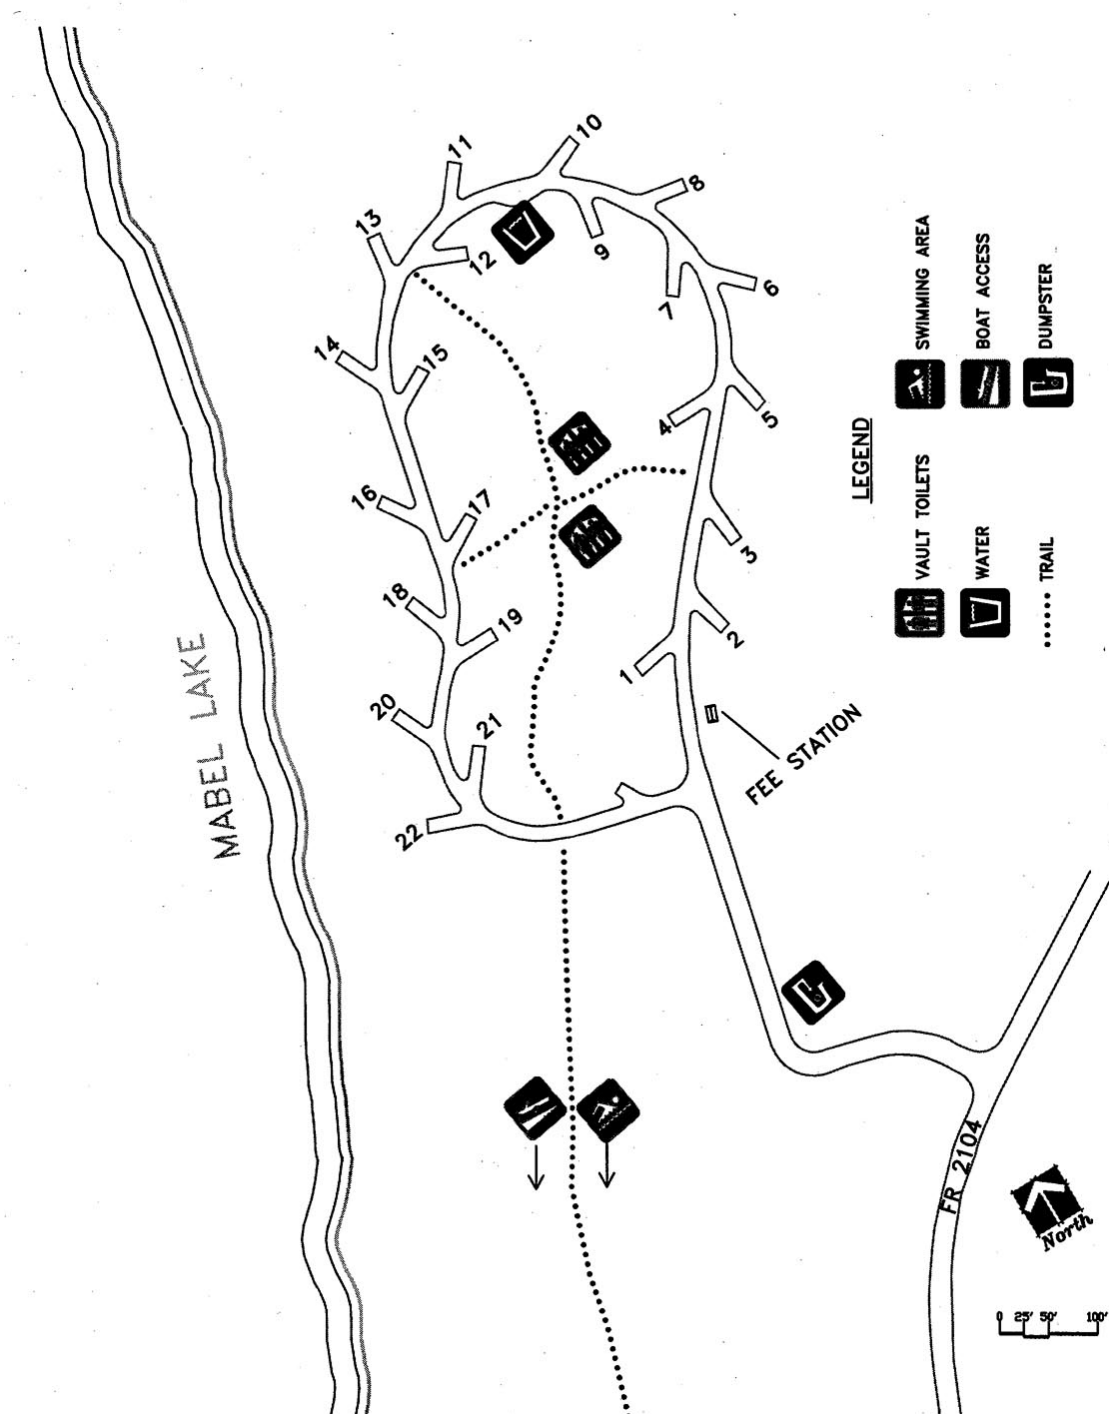 10
11
8
13
12
9
6
7
14
15
5
4
16
17
3
18
19
2
1
20
21
22
MABEL LAKE
FEE STATION
FR 2104
LEGEND
VAULT TOILETS
SWIMMING AREA
WATER
BOAT ACCESS
TRAIL
DUMPSTER
North
0 25' 50' 100'